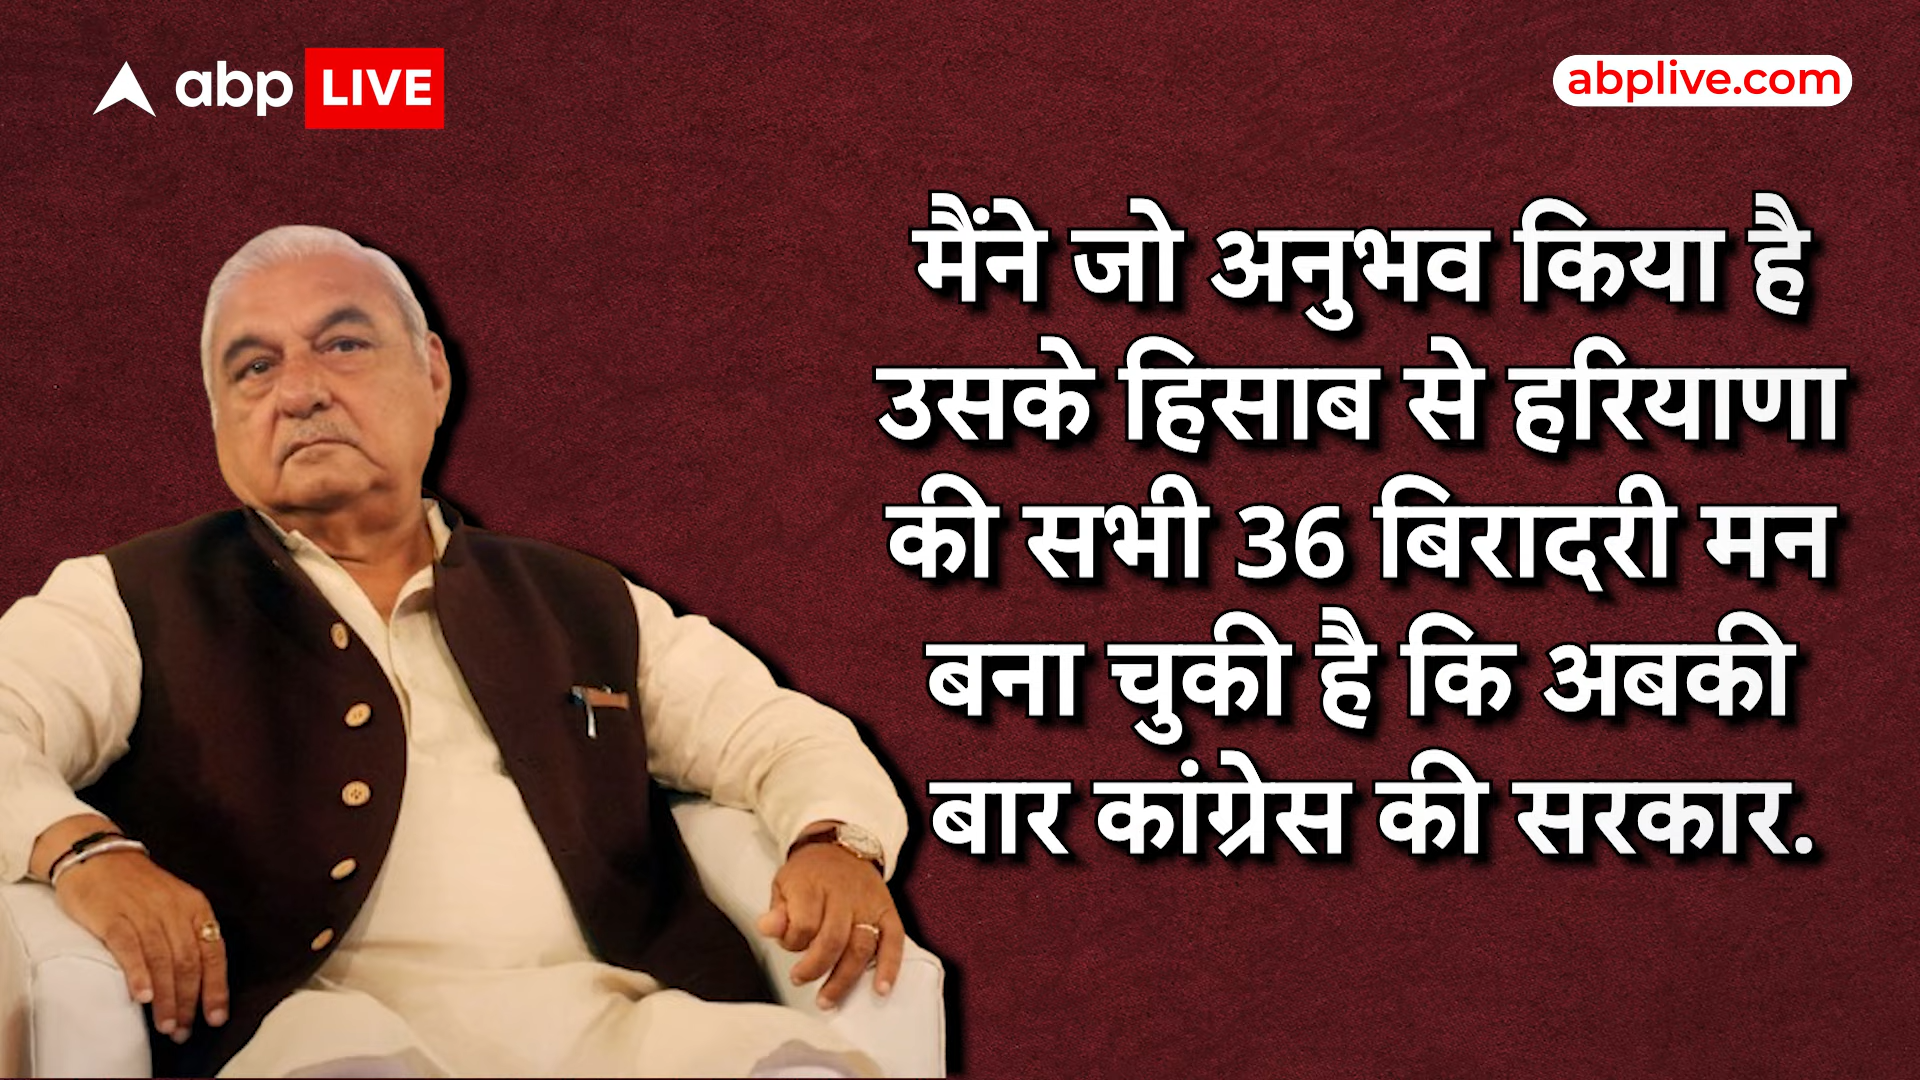 abp LIVE
abplive.com
मैंने जो अनुभव किया है
उसके हिसाब से हरियाणा
की सभी 36 बिरादरी मन
बना चुकी है कि अबकी
बार कांग्रेस की सरकार.